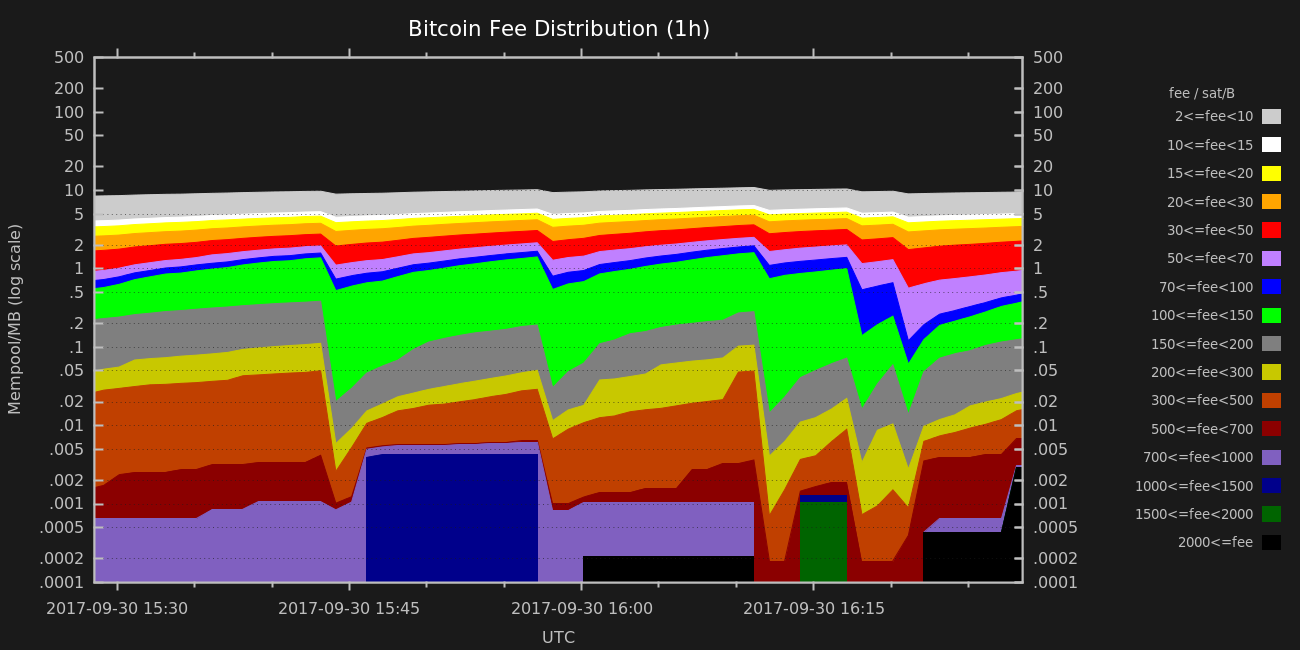 Bitcoin Fee Distribution (1h)
Mempool/MB (log scale)
500
200
100
50
20
10
5
2
1
.5
.2
.1
.05
.02
.01
.005
.002
.001
.0005
.0002
.0001
500
200
100
50
20
10
5
2
1
.5
.2
.1
.05
.02
.01
.005
.002
.001
.0005
.0002
.0001
2017-09-30 15:30 2017-09-30 15:45 2017-09-30 16:00 2017-09-30 16:15
UTC
fee / sat/B
2<=fee<10
10<=fee<15
15<=fee<20
20<=fee<30
30<=fee<50
50<=fee<70
70<=fee<100
100<=fee<150
150<=fee<200
200<=fee<300
300<=fee<500
500<=fee<700
700<=fee<1000
1000<=fee<1500
1500<=fee<2000
2000<=fee